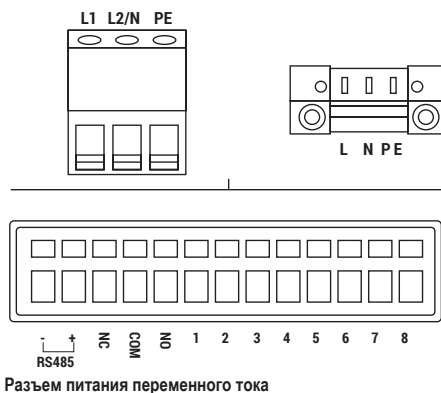 L1 L2/N PE
L N PE
- + NC COM NO 1 2 3 4 5 6 7 8
RS485
Разъем питания переменного тока